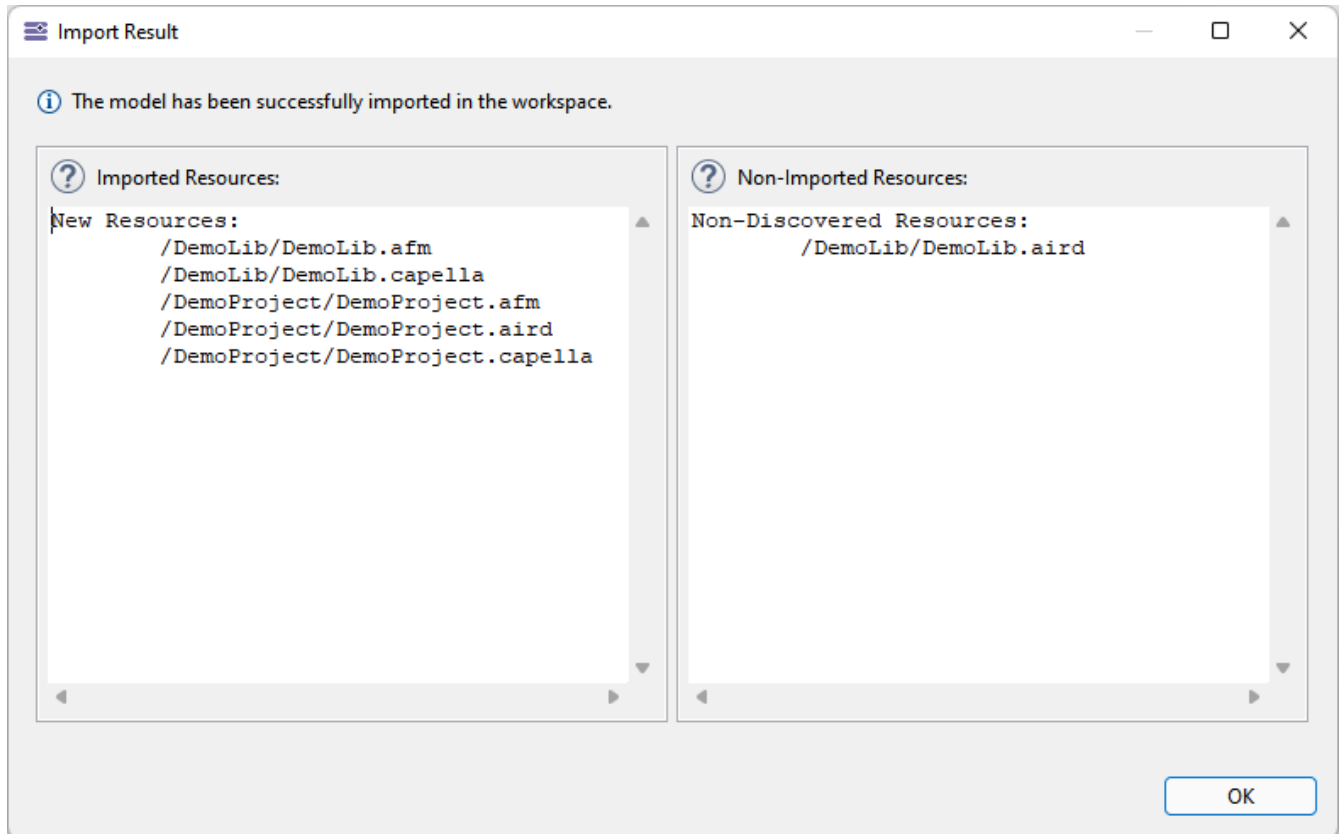 Import Result
The model has been successfully imported in the workspace.
Imported Resources:
New Resources:
/DemoLib/DemoLib.afm
/DemoLib/DemoLib.capella
/DemoProject/DemoProject.afm
/DemoProject/DemoProject.aird
/DemoProject/DemoProject.capella
Non-Imported Resources:
Non-Discovered Resources:
/DemoLib/DemoLib.aird
OK